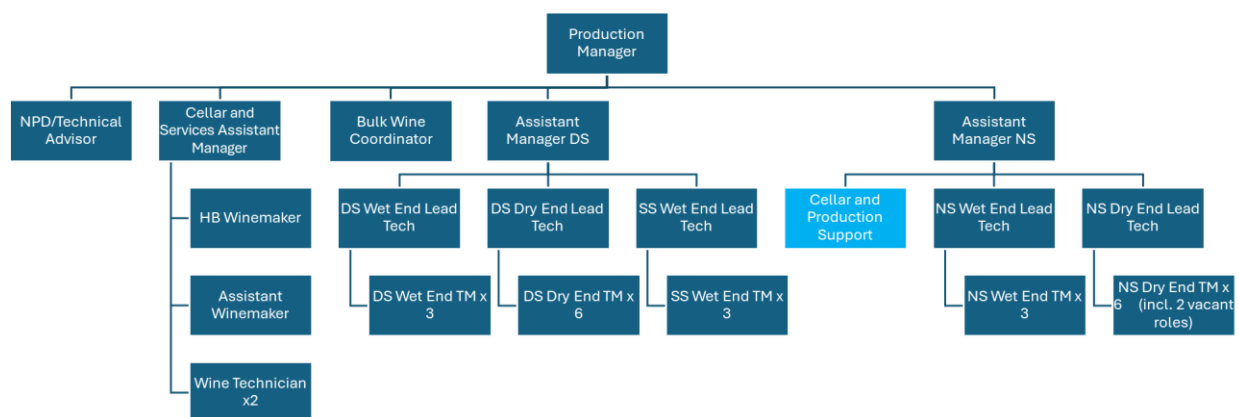 Production
Manager
NPD/Technical
Advisor
Cellar and
Services Assistant
Manager
Bulk Wine
Coordinator
Assistant
Manager DS
Assistant
Manager NS
HB Winemaker
Assistant
Winemaker
Wine Technician
x2
DS Wet End Lead
Tech
DS Dry End Lead
Tech
SS Wet End Lead
Tech
Cellar and
Production
Support
NS Wet End Lead
Tech
NS Dry End Lead
Tech
DS Wet End TM x
3
DS Dry End TM x
6
SS Wet End TM x
3
NS Wet End TM x
3
NS Dry End TM x
6 (incl. 2 vacant
roles)